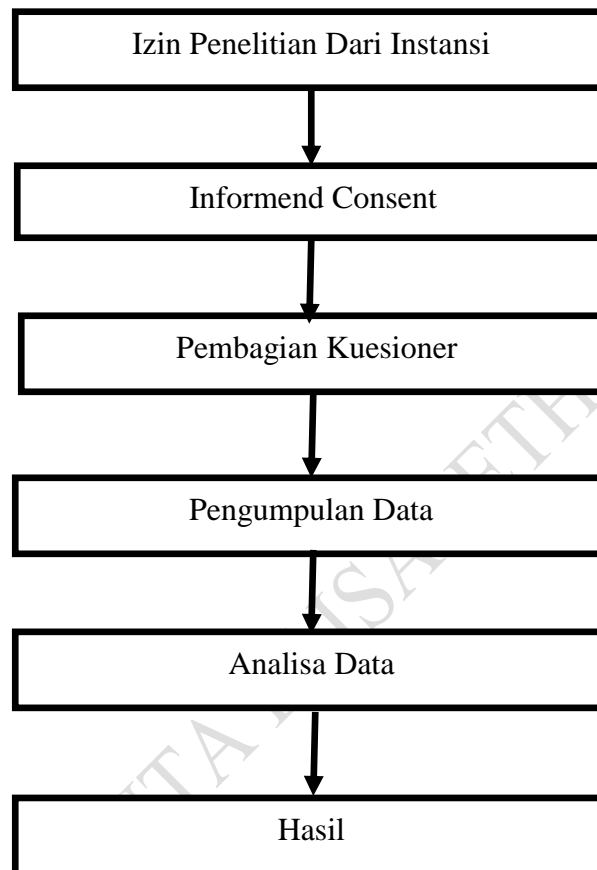 Izin Penelitian Dari Instansi
Informend Consent
Pembagian Kuesioner
Pengumpulan Data
Analisa Data
Hasil